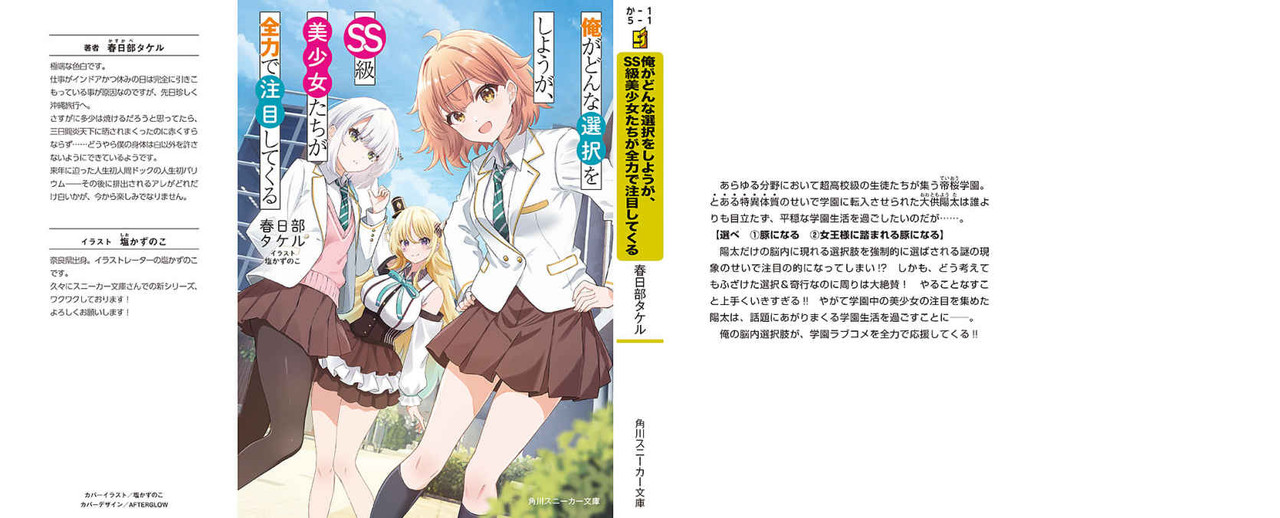 著者 春日部タケル
かすかべ
極端な色白です。
仕事がインドアかつ休みの日は完全に引きこ
もっている事が原因なのですが、先日珍しく
沖縄旅行へ。
さすがに多少は焼けるだろうと思ってたら、
三日間炎天下に晒されまくったのに赤くすら
ならず……どうやら僕の身体は白以外を許さ
ないようにできているようです。
来年に迫った人生初人間ドックの人生初バリ
ウム――その後に排出されるアレがどれだ
け白いかが、今から楽しみでなりません。
イラスト 塩かずのこ
しお
奈良県出身。イラストレーターの塩かずのこ
です。
久々にスニーカー文庫さんでの新シリーズ、
ワクワクしております!
よろしくお願いします!
カバーイラスト/塩かずのこ
カバーデザイン/AFTERGLOW
俺がどんな選択を
しようが、
SS級
美少女たちが
全力で注目してくる
春日部
タケル
イラスト
塩かずのこ
角川スニーカー文庫
か-1 1
5-1 1
S
俺がどんな選択をしようが、
SS級美少女たちが全力で注目してくる
春日部タケル
角川スニーカー文庫
あらゆる分野において超高校級の生徒たちが集う帝桜学園。
ていおう
とある特異体質のせいで学園に転入させられた大供陽太は誰よ
おおともようた
りも目立たず、平穏な学園生活を過ごしたいのだが……。
【選べ ①豚になる ②女王様に踏まれる豚になる】
陽太だけの脳内に現れる選択肢を強制的に選ばされる謎の現
象のせいで注目の的になってしまい!? しかも、どう考えて
もふざけた選択&奇行なのに周りは大絶賛! やることなすこ
と上手くいきすぎる!! やがて学園中の美少女の注目を集めた
陽太は、話題にあがりまくる学園生活を過ごすことに――。
俺の脳内選択肢が、学園ラブコメを全力で応援してくる!!